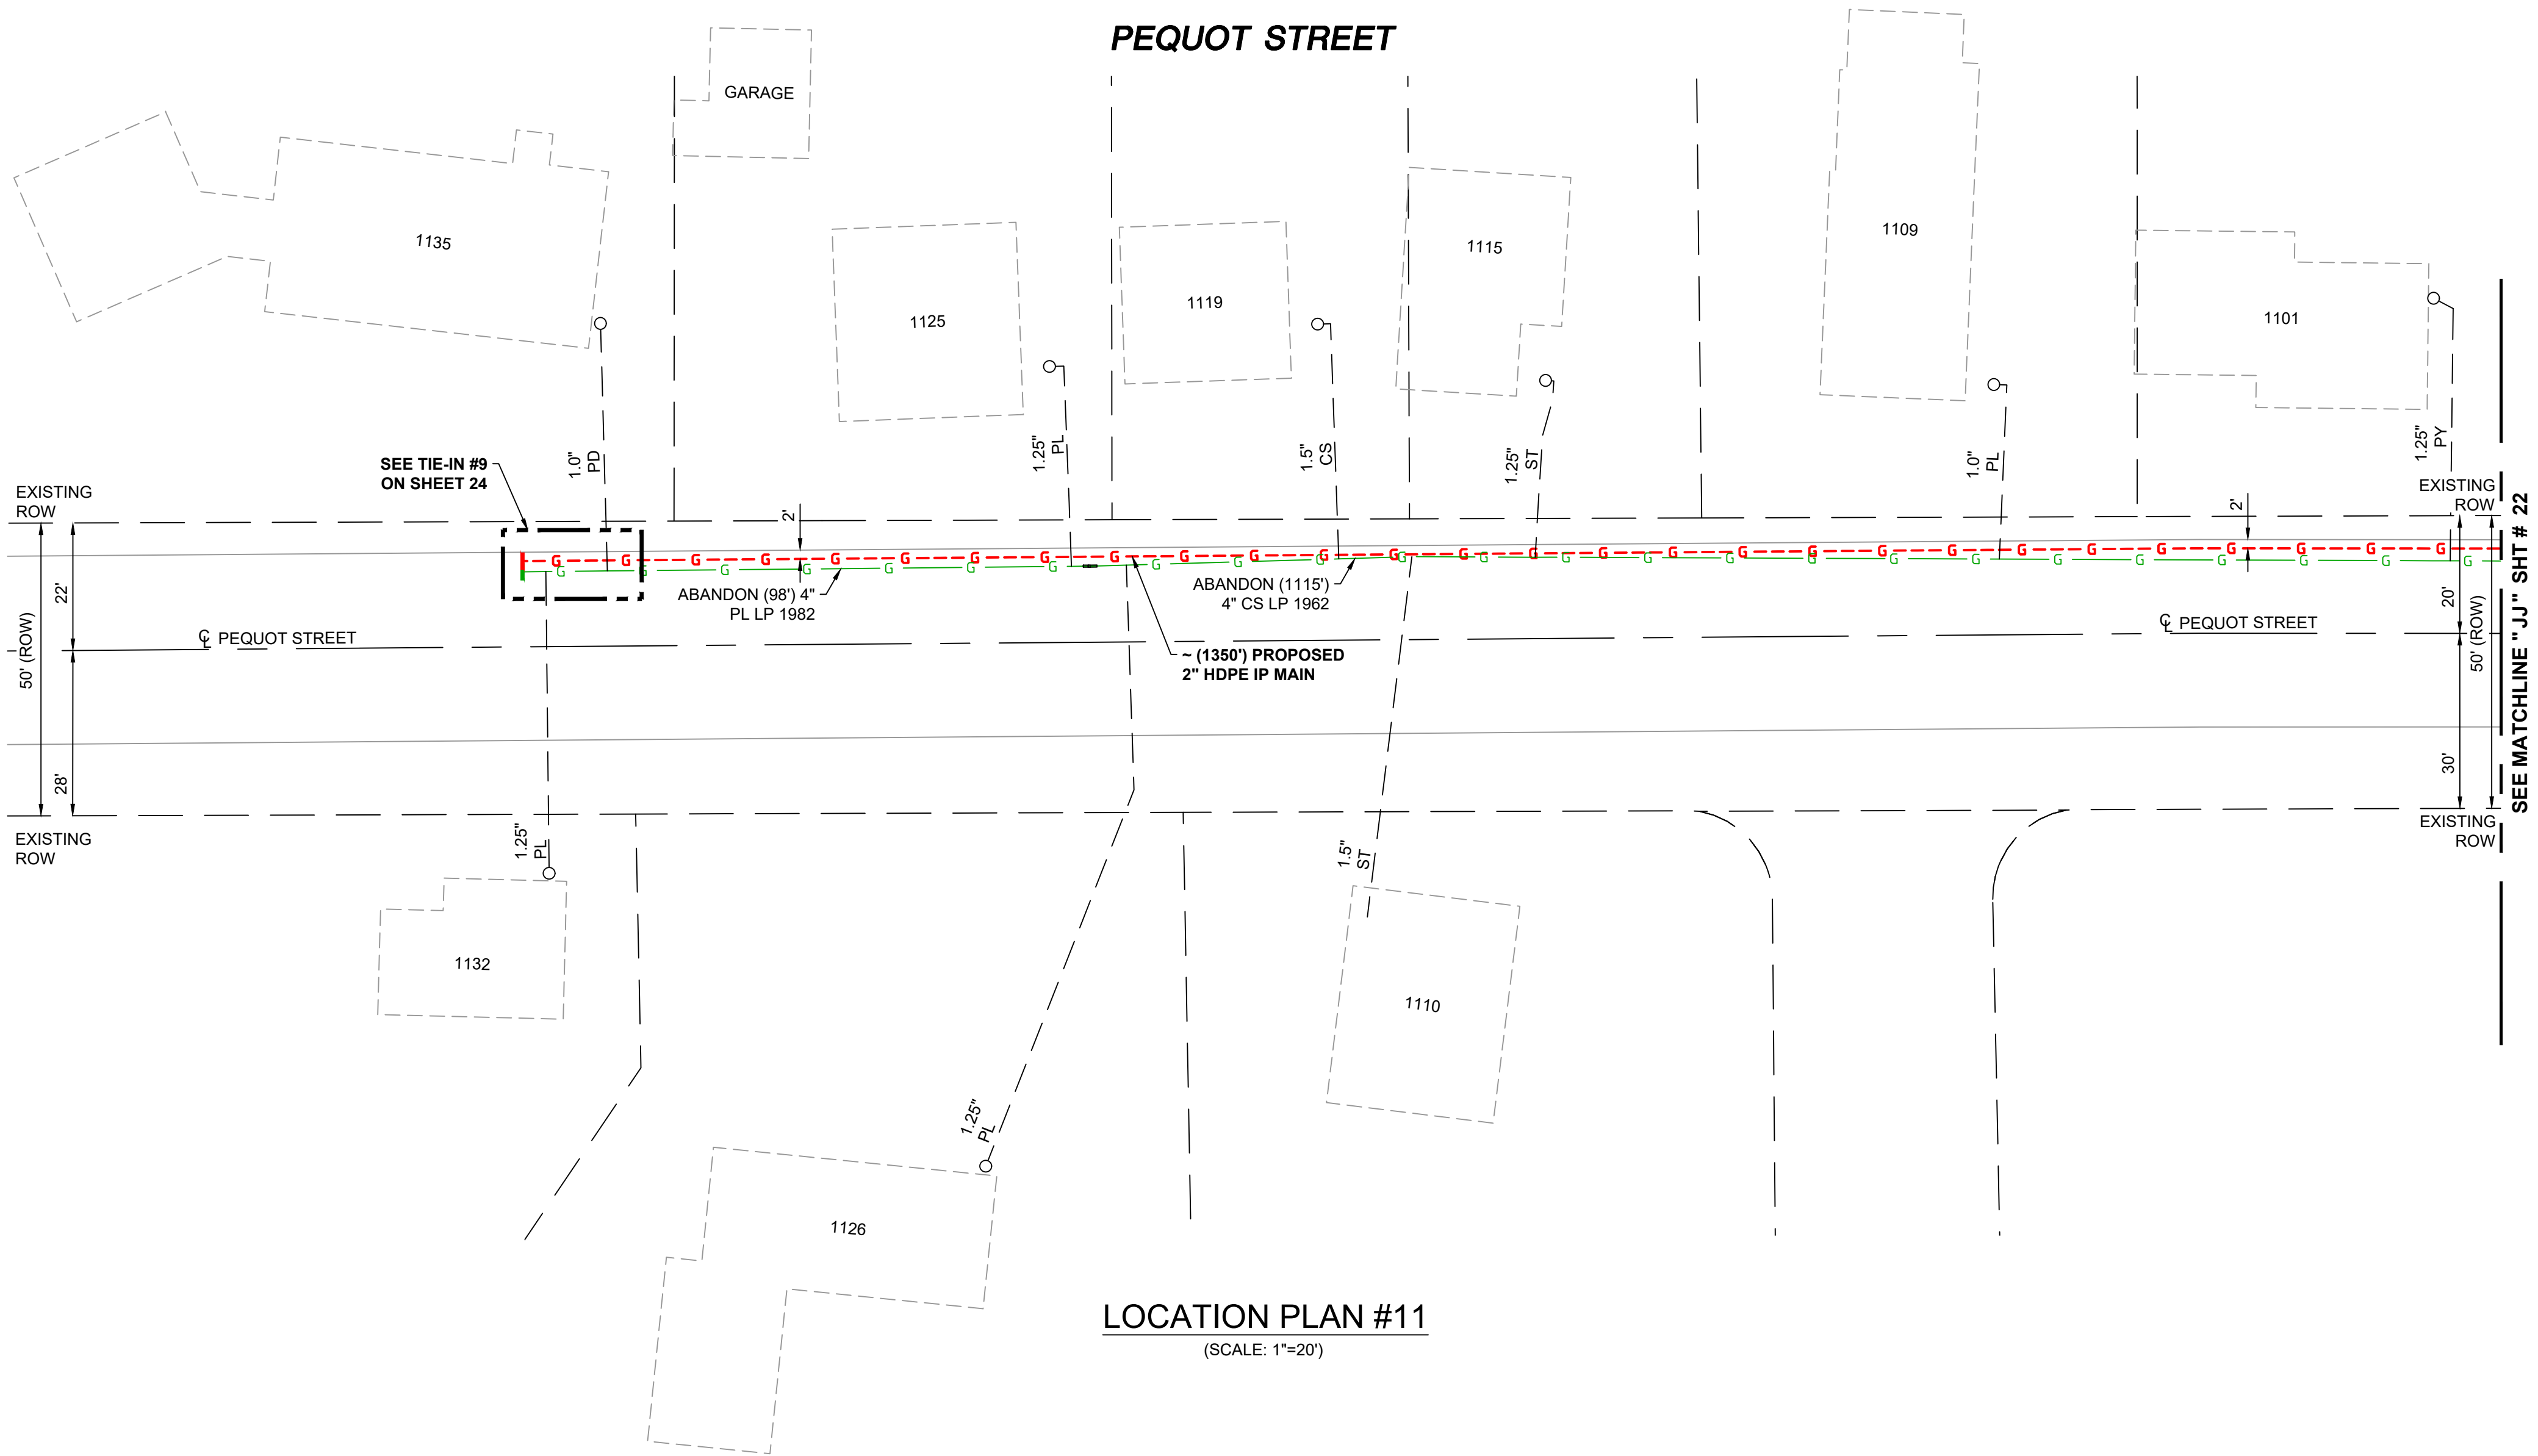 PEQUOT STREET
GARAGE
1135
1125
1119
1115
1109
1101
SEE TIE-IN #9
ON SHEET 24
1.0"
PD
1.25"
PL
1.5"
CS
1.25"
ST
1.0"
PL
1.25"
PY
EXISTING
ROW
EXISTING
ROW
2'
2'
G G G G G G G G G G G G G G G G G G G G G G G G G G G G
G G G G G G G G G G G G G G G G G G G G G G G G
ABANDON (98') 4"
PL LP 1982
ABANDON (1115')
4" CS LP 1962
~ (1350') PROPOSED
2" HDPE IP MAIN
50' (ROW)
22'
28'
℄ PEQUOT STREET
℄ PEQUOT STREET
20'
30'
50' (ROW)
SEE MATCHLINE "JJ" SHT# 22
EXISTING
ROW
EXISTING
ROW
1.25"
PL
1.5"
ST
1132
1110
1.25"
PL
1126
LOCATION PLAN #11
(SCALE: 1"=20')